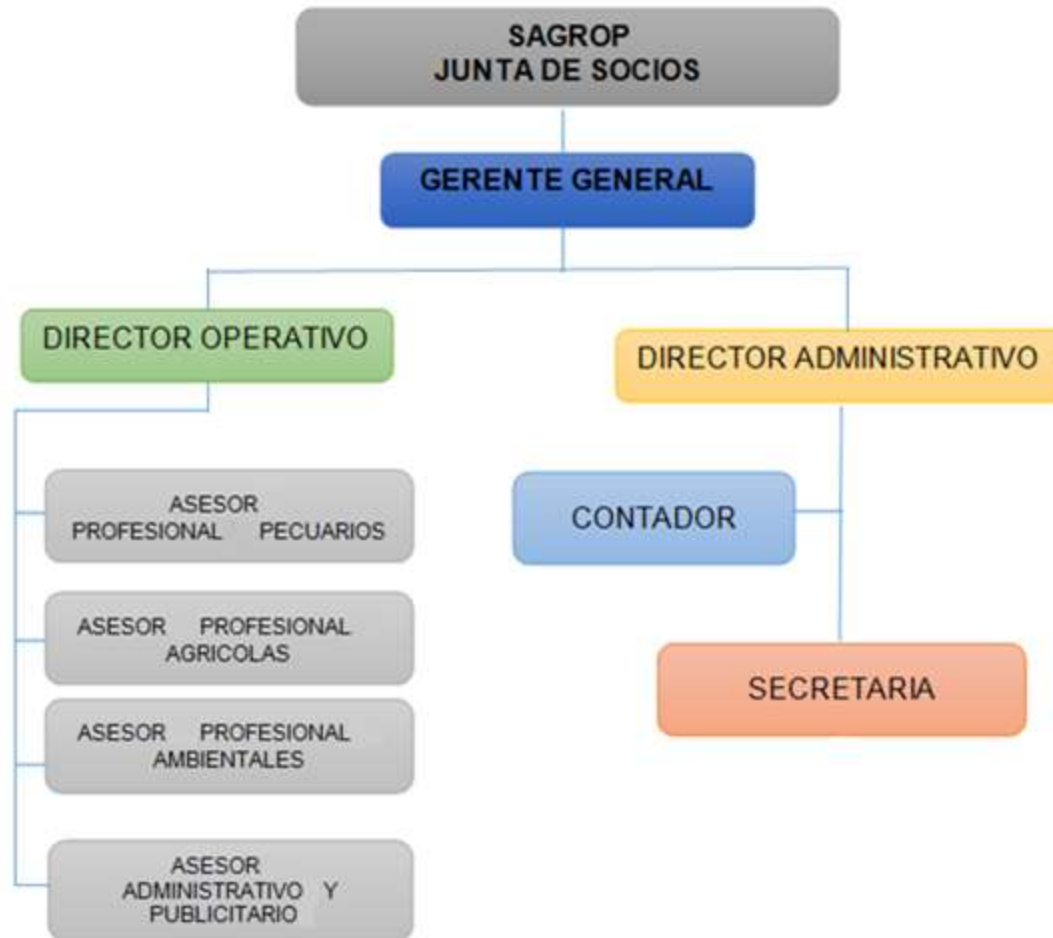 SAGROP
JUNTA DE SOCIOS
GERENTE GENERAL
DIRECTOR OPERATIVO
DIRECTOR ADMINISTRATIVO
ASESOR
PROFESIONAL PECUARIOS
CONTADOR
ASESOR PROFESIONAL
AGRICOLAS
SECRETARIA
ASESOR PROFESIONAL
AMBIENTALES
ASESOR
ADMINISTRATIVO Y
PUBLICITARIO